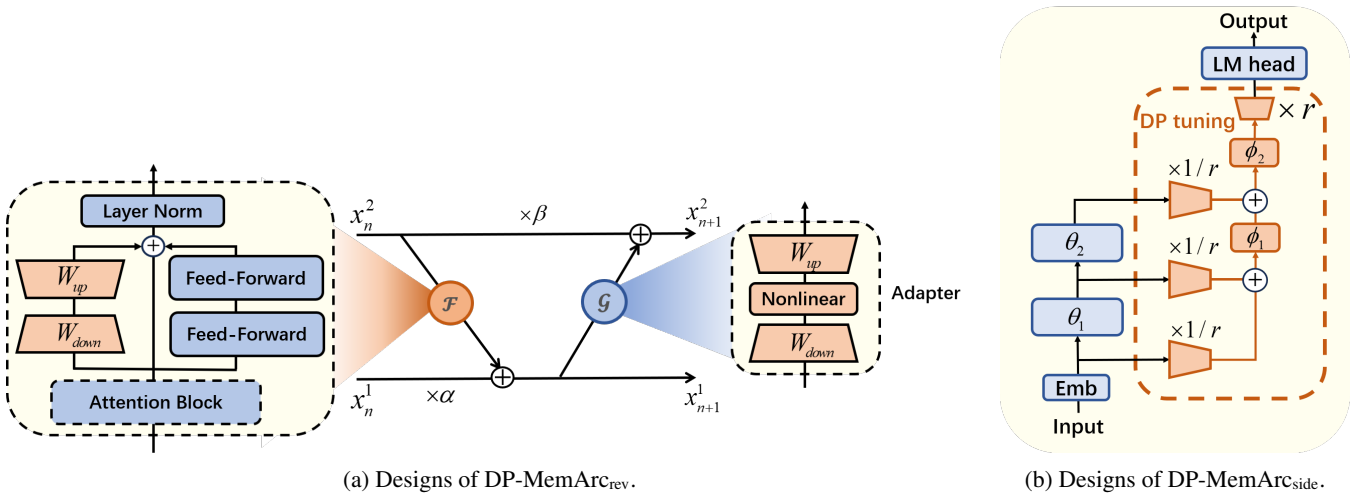 Layer Norm
+
W_up
Feed-Forward
W_down
Feed-Forward
Attention Block
x_n^2
×β
x_{n+1}^2
+
ℱ
𝒢
x_n^1
×α
+
x_{n+1}^1
W_up
Nonlinear
W_down
Adapter
(a) Designs of DP-MemArc_rev.
Output
LM head
×r
DP tuning
ϕ_2
×1/r
+
θ_2
ϕ_1
×1/r
+
θ_1
×1/r
Emb
Input
(b) Designs of DP-MemArc_side.